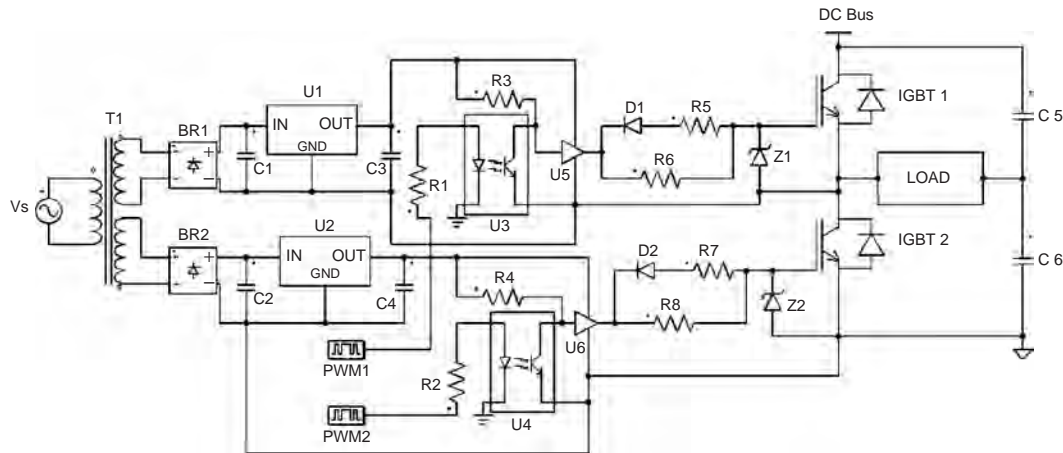 DC Bus
T1
Vs
BR1
C1
U1
IN
OUT
GND
C3
R3
R1
U3
U5
D1
R5
R6
Z1
IGBT 1
C 5
LOAD
BR2
C2
U2
IN
OUT
GND
C4
R4
PWM1
R2
PWM2
U4
U6
D2
R7
R8
Z2
IGBT 2
C 6